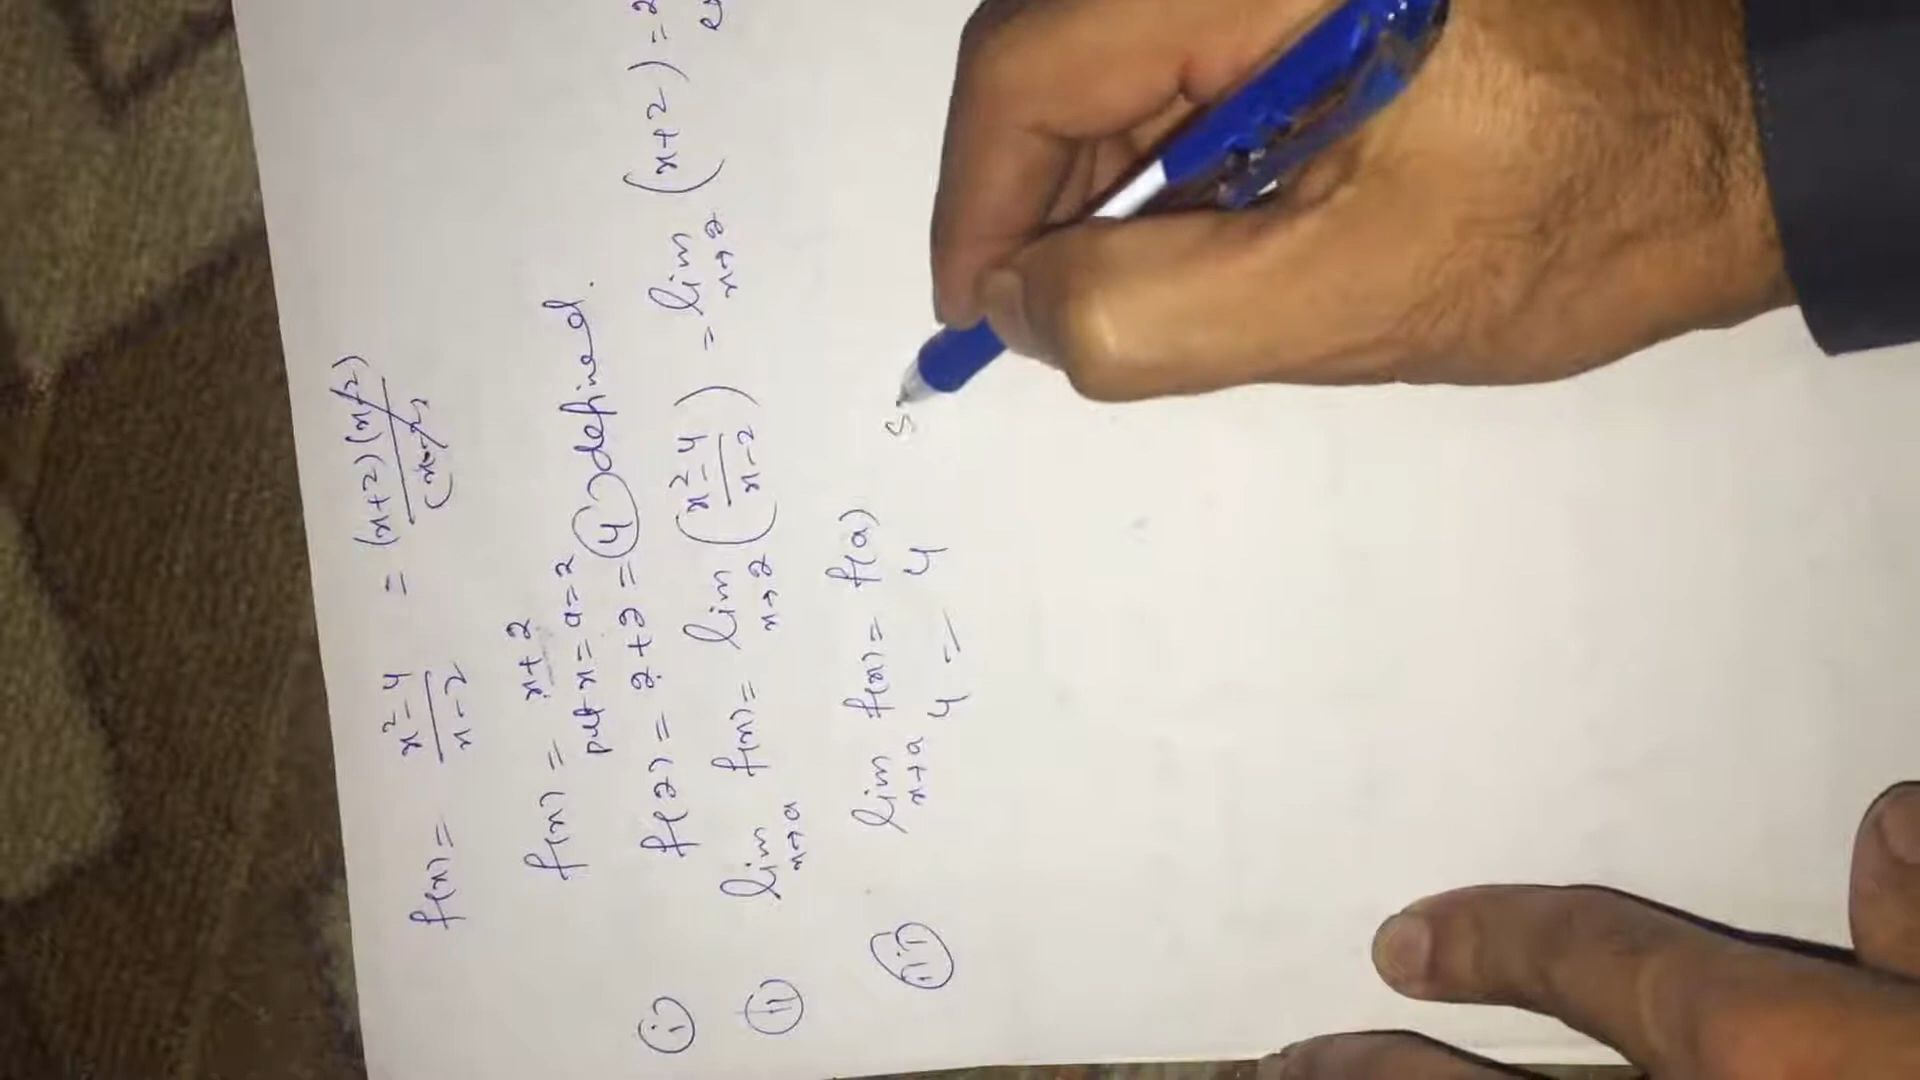 f(x) = x²-4/x-2 = (x+2)(x-2)/(x-2)
f(x) = x+2
put x = a = 2
(i) f(2) = 2+2 = 4 defined.
(ii) lim x→a f(x) = lim x→2 (x²-4/x-2) = lim x→2 (x+2) = 2
(iii) lim x→a f(x) = f(a)
4 = 4 s